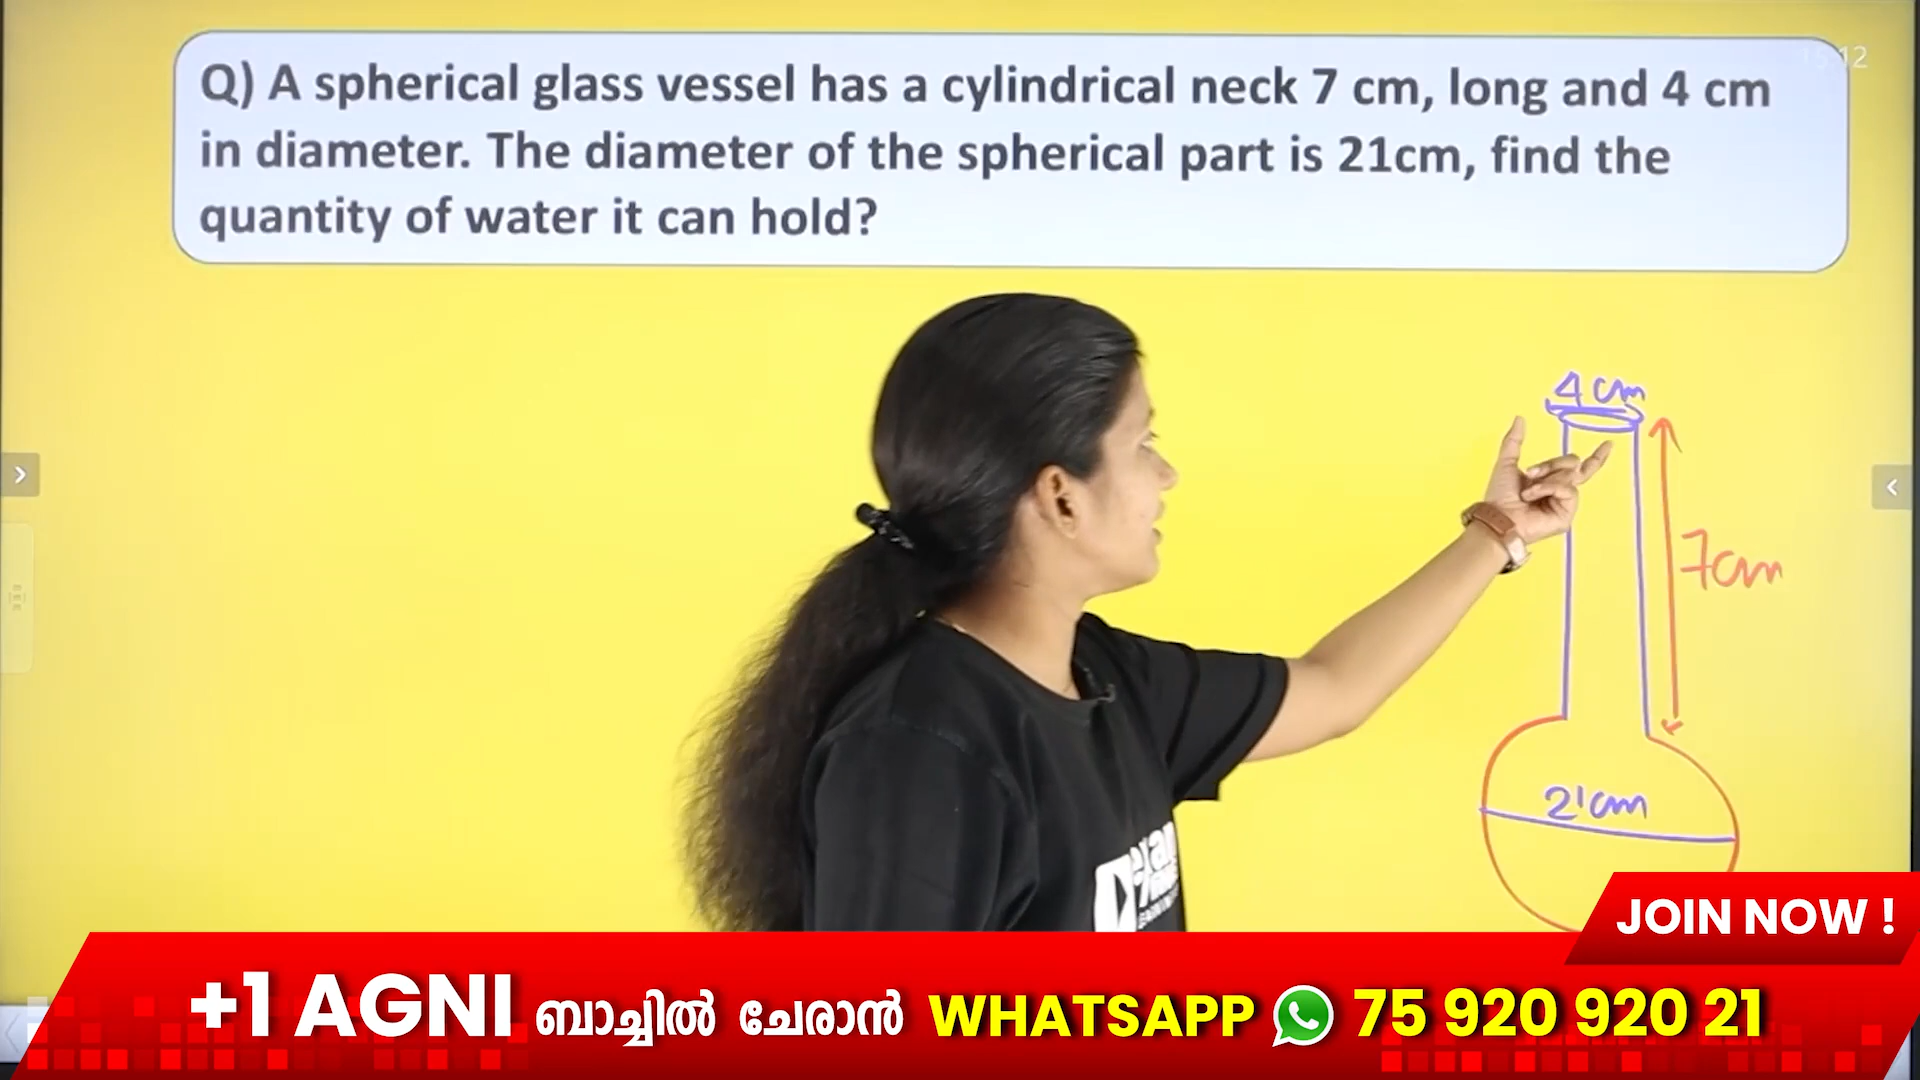 Q) A spherical glass vessel has a cylindrical neck 7 cm, long and 4 cm
in diameter. The diameter of the spherical part is 21cm, find the
quantity of water it can hold?
4 cm
7cm
21cm
JOIN NOW !
+1 AGNI ബാച്ചിൽ ചേരാൻ WHATSAPP 75 920 920 21